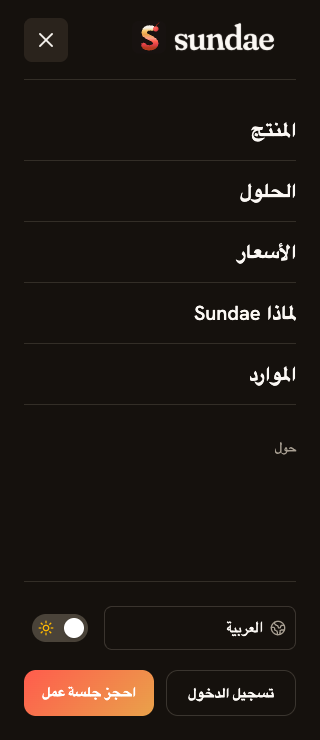 sundae
المنتج
الحلول
الأسعار
لماذا Sundae
الموارد
حول
العربية
تسجيل الدخول
احجز جلسة عمل